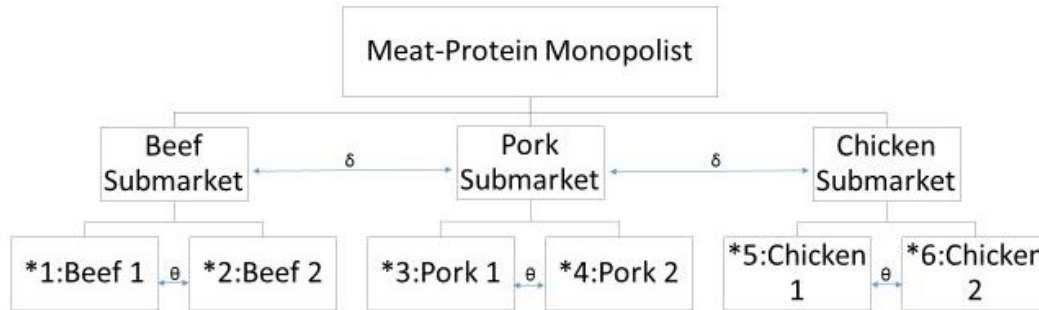 Meat-Protein Monopolist
Beef
Submarket
δ
Pork
Submarket
δ
Chicken
Submarket
*1:Beef 1
θ
*2:Beef 2
*3:Pork 1
θ
*4:Pork 2
*5:Chicken
1
θ
*6:Chicken
2